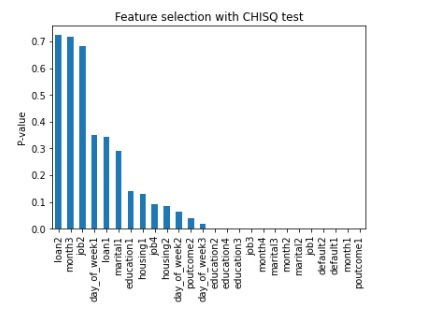 Feature selection with CHISQ test
P-value
0.7
0.6
0.5
0.4
0.3
0.2
0.1
0.0
loan2
month3
job2
day_of_week1
loan1
marital1
education1
housing1
job4
housing2
day_of_week2
poutcome2
day_of_week3
education2
education4
education3
job3
month4
marital3
month2
marital2
job1
default2
default1
month1
poutcome1